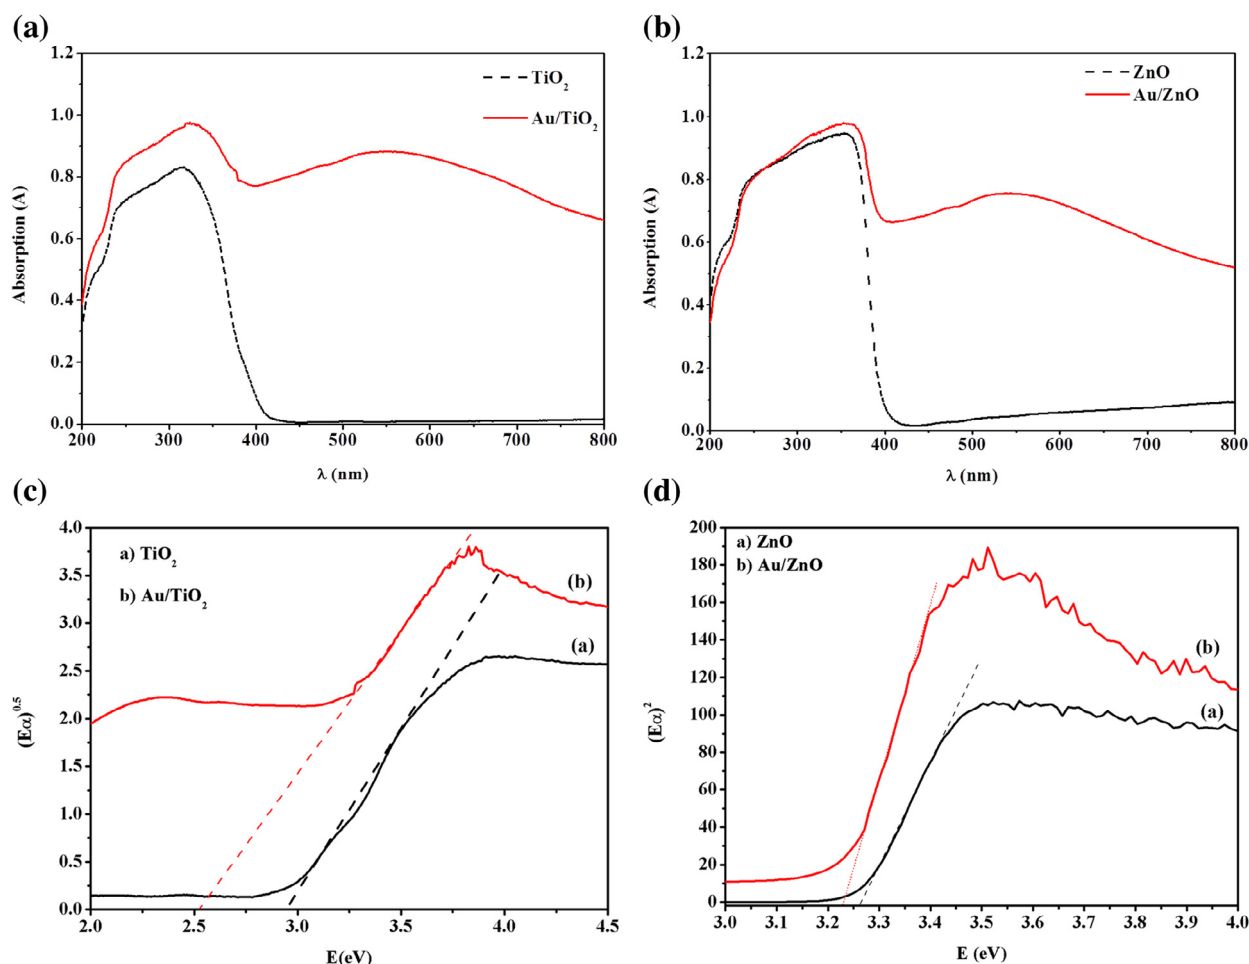 (a)
1.2
1.0
0.8
0.6
0.4
0.2
0.0
Absorption (A)
TiO2
Au/TiO2
200 300 400 500 600 700 800
λ (nm)
(b)
1.2
1.0
0.8
0.6
0.4
0.2
0.0
Absorption (A)
ZnO
Au/ZnO
200 300 400 500 600 700 800
λ (nm)
(c)
4.0
3.5
3.0
2.5
2.0
1.5
1.0
0.5
0.0
(Eα)^0.5
a) TiO2
b) Au/TiO2
(b)
(a)
2.0 2.5 3.0 3.5 4.0 4.5
E(eV)
(d)
200
180
160
140
120
100
80
60
40
20
0
(Eα)^2
a) ZnO
b) Au/ZnO
(b)
(a)
3.0 3.1 3.2 3.3 3.4 3.5 3.6 3.7 3.8 3.9 4.0
E (eV)